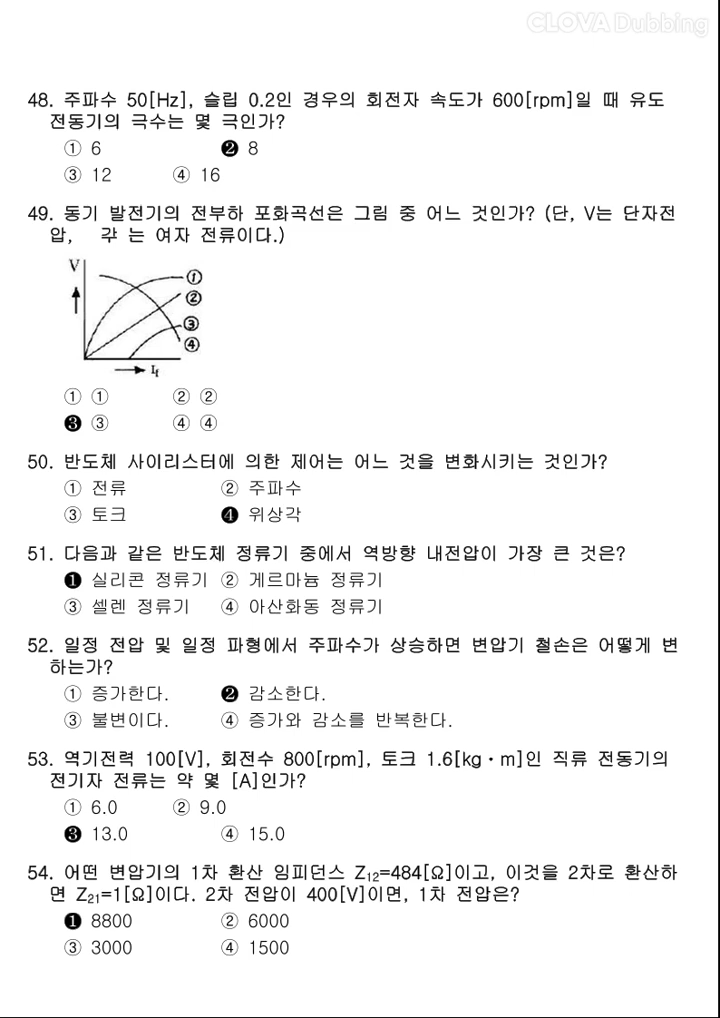 CLOVA Dubbing
48. 주파수 50[Hz], 슬립 0.2인 경우의 회전자 속도가 600[rpm]일 때 유도
전동기의 극수는 몇 극인가?
① 6 ❷ 8
③ 12 ④ 16
49. 동기 발전기의 전부하 포화곡선은 그림 중 어느 것인가? (단, V는 단자전
압, 갂 는 여자 전류이다.)
V
①
②
③
④
If
① ① ② ②
❸ ③ ④ ④
50. 반도체 사이리스터에 의한 제어는 어느 것을 변화시키는 것인가?
① 전류 ② 주파수
③ 토크 ❹ 위상각
51. 다음과 같은 반도체 정류기 중에서 역방향 내전압이 가장 큰 것은?
❶ 실리콘 정류기 ② 게르마늄 정류기
③ 셀렌 정류기 ④ 아산화동 정류기
52. 일정 전압 및 일정 파형에서 주파수가 상승하면 변압기 철손은 어떻게 변
하는가?
① 증가한다. ❷ 감소한다.
③ 불변이다. ④ 증가와 감소를 반복한다.
53. 역기전력 100[V], 회전수 800[rpm], 토크 1.6[kg·m]인 직류 전동기의
전기자 전류는 약 몇 [A]인가?
① 6.0 ② 9.0
❸ 13.0 ④ 15.0
54. 어떤 변압기의 1차 환산 임피던스 Z₁₂=484[Ω]이고, 이것을 2차로 환산하
면 Z₂₁=1[Ω]이다. 2차 전압이 400[V]이면, 1차 전압은?
❶ 8800 ② 6000
③ 3000 ④ 1500